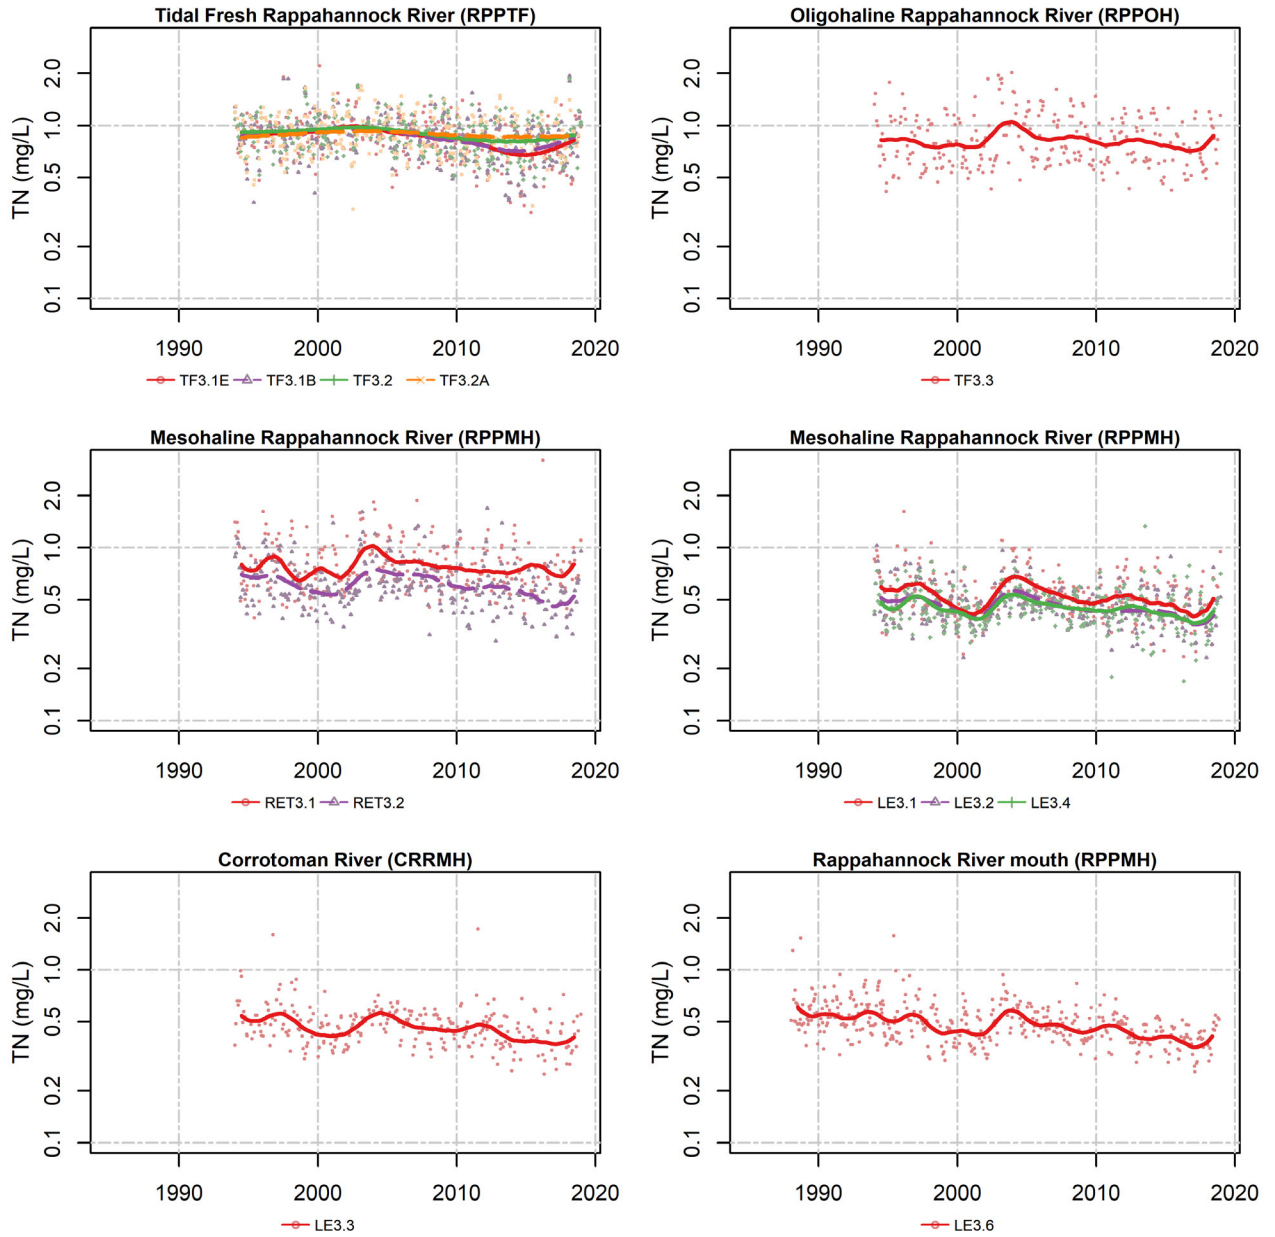 Tidal Fresh Rappahannock River (RPPTF)
TN (mg/L)
2.0
1.0
0.5
0.2
0.1
1990 2000 2010 2020
TF3.1E TF3.1B TF3.2 TF3.2A
Oligohaline Rappahannock River (RPPOH)
TN (mg/L)
2.0
1.0
0.5
0.2
0.1
1990 2000 2010 2020
TF3.3
Mesohaline Rappahannock River (RPPMH)
TN (mg/L)
2.0
1.0
0.5
0.2
0.1
1990 2000 2010 2020
RET3.1 RET3.2
Mesohaline Rappahannock River (RPPMH)
TN (mg/L)
2.0
1.0
0.5
0.2
0.1
1990 2000 2010 2020
LE3.1 LE3.2 LE3.4
Corrotoman River (CRRMH)
TN (mg/L)
2.0
1.0
0.5
0.2
0.1
1990 2000 2010 2020
LE3.3
Rappahannock River mouth (RPPMH)
TN (mg/L)
2.0
1.0
0.5
0.2
0.1
1990 2000 2010 2020
LE3.6